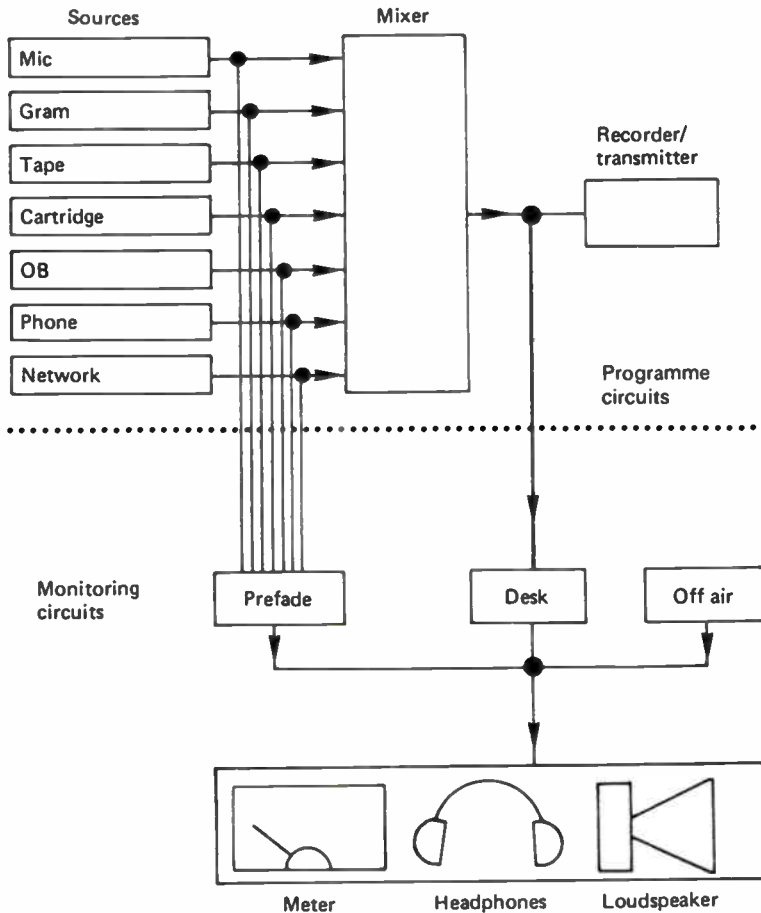 Sources
Mixer
Mic
Gram
Tape
Cartridge
OB
Phone
Network
Recorder/
transmitter
Programme
circuits
Monitoring
circuits
Prefade
Desk
Off air
Meter
Headphones
Loudspeaker